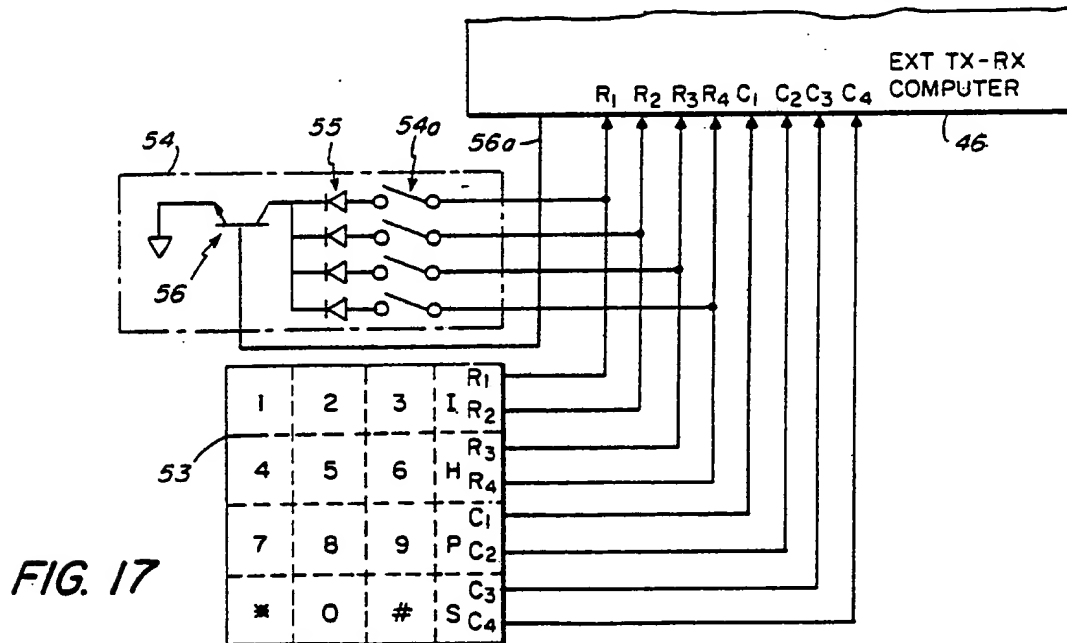 EXT TX-RX
COMPUTER
R1 R2 R3 R4 C1 C2 C3 C4
46
56a
54
55
54a
56
1 2 3 I R1
R2
4 5 6 H R3
R4
7 8 9 P C1
C2
* 0 # S C3
C4
53
FIG. 17